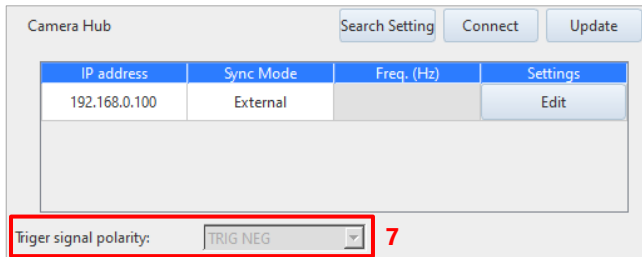 Camera Hub Search Setting Connect Update
IP address Sync Mode Freq. (Hz) Settings
192.168.0.100 External Edit
Triger signal polarity: TRIG NEG 7